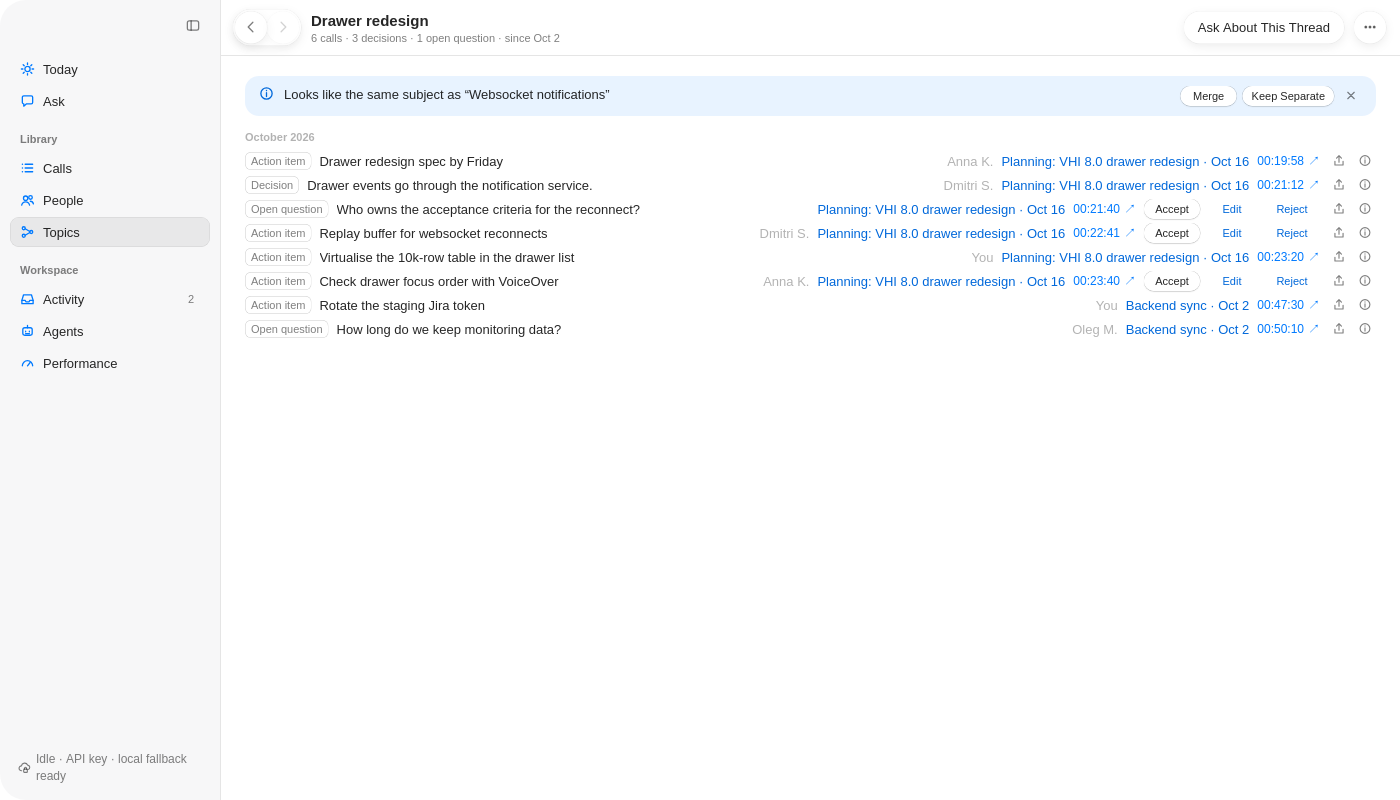 Drawer redesign
6 calls · 3 decisions · 1 open question · since Oct 2
Ask About This Thread
Today
Ask
Library
Calls
People
Topics
Workspace
Activity 2
Agents
Performance
Idle · API key · local fallback
ready
Looks like the same subject as “Websocket notifications”
Merge Keep Separate
October 2026
Action item Drawer redesign spec by Friday Anna K. Planning: VHI 8.0 drawer redesign · Oct 16 00:19:58
Decision Drawer events go through the notification service. Dmitri S. Planning: VHI 8.0 drawer redesign · Oct 16 00:21:12
Open question Who owns the acceptance criteria for the reconnect? Planning: VHI 8.0 drawer redesign · Oct 16 00:21:40 Accept Edit Reject
Action item Replay buffer for websocket reconnects Dmitri S. Planning: VHI 8.0 drawer redesign · Oct 16 00:22:41 Accept Edit Reject
Action item Virtualise the 10k-row table in the drawer list You Planning: VHI 8.0 drawer redesign · Oct 16 00:23:20
Action item Check drawer focus order with VoiceOver Anna K. Planning: VHI 8.0 drawer redesign · Oct 16 00:23:40 Accept Edit Reject
Action item Rotate the staging Jira token You Backend sync · Oct 2 00:47:30
Open question How long do we keep monitoring data? Oleg M. Backend sync · Oct 2 00:50:10